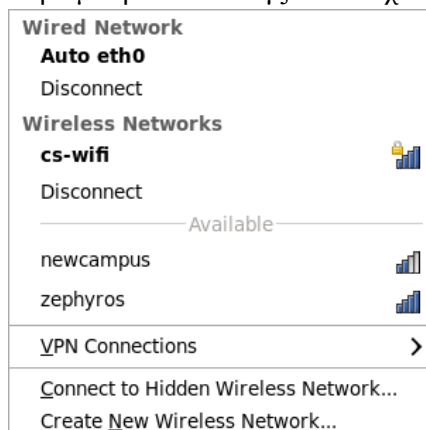 Wired Network
Auto eth0
Disconnect
Wireless Networks
cs-wifi
Disconnect
Available
newcampus
zephyros
VPN Connections
Connect to Hidden Wireless Network...
Create New Wireless Network...